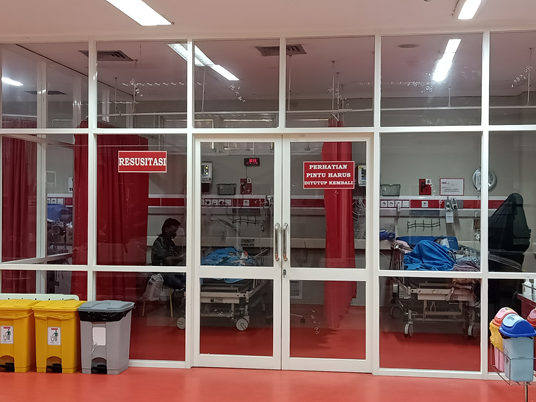 RESUSITASI
PERHATIAN
PINTU HARUS
DITUTUP KEMBALI